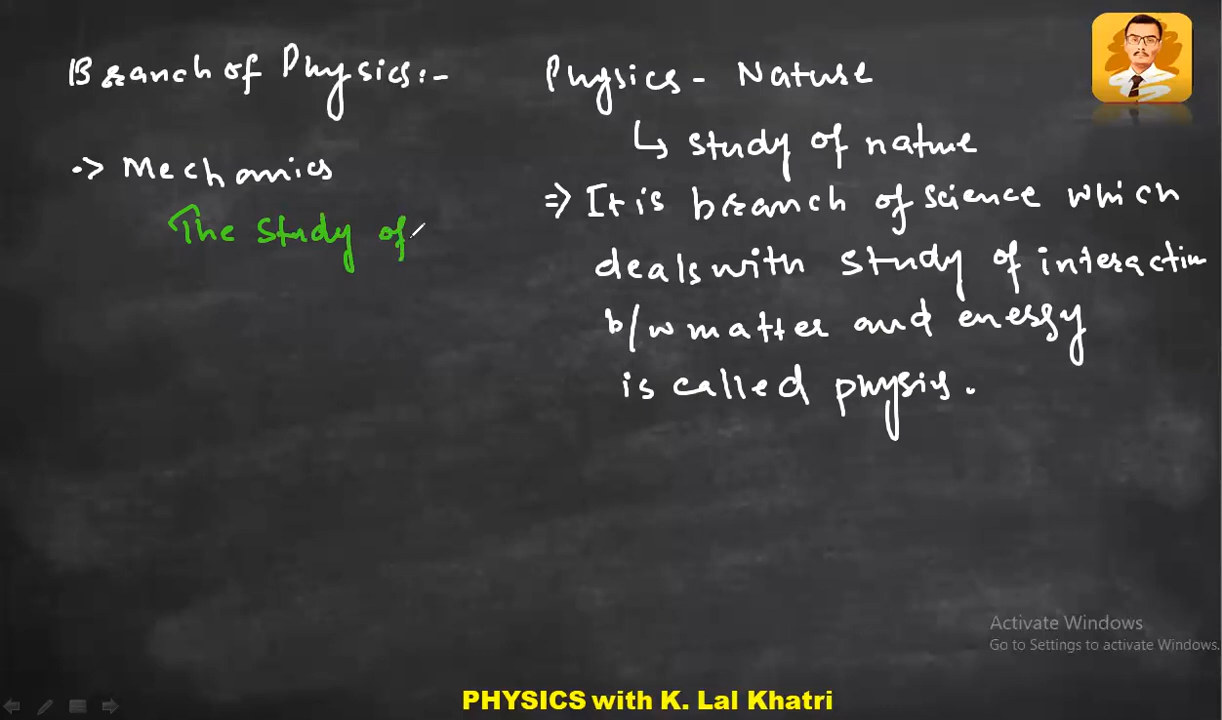 Branch of Physics:-
.-> Mechanics
The Study of
Physics - Nature
↳ study of nature
=> It is branch of science which
deals with study of interaction
b/w matter and energy
is called physis.
Activate Windows
Go to Settings to activate Windows.
PHYSICS with K. Lal Khatri